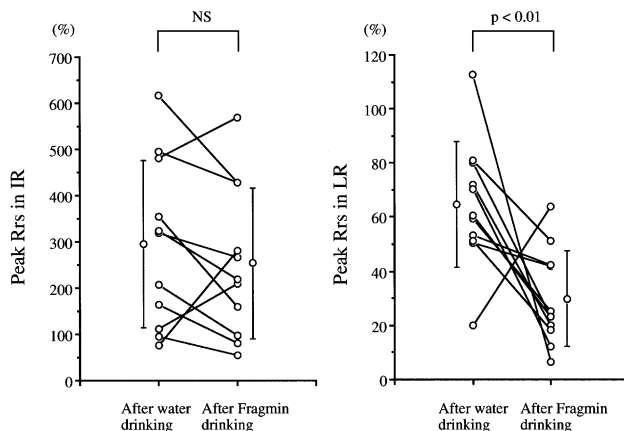 NS
p < 0.01
(%)
(%)
700
600
500
400
300
200
100
0
Peak Rrs in IR
120
100
80
60
40
20
0
Peak Rrs in LR
After water
drinking
After Fragmin
drinking
After water
drinking
After Fragmin
drinking